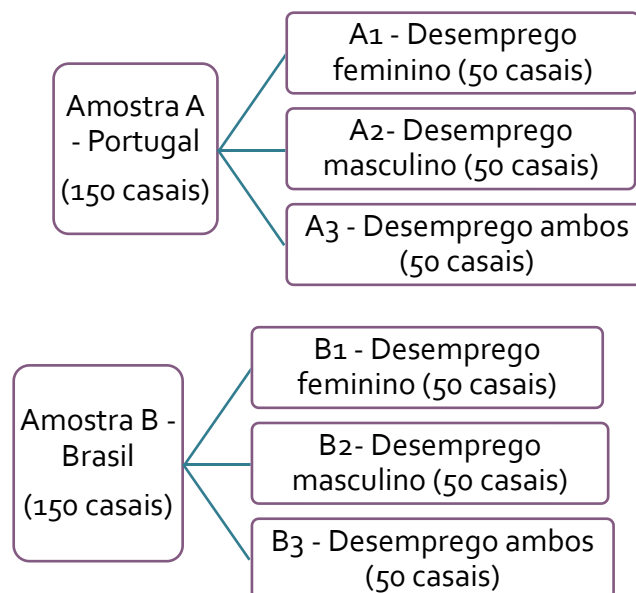 Amostra A
- Portugal
(150 casais)
A1 - Desemprego
feminino (50 casais)
A2- Desemprego
masculino (50 casais)
A3 - Desemprego ambos
(50 casais)
Amostra B -
Brasil
(150 casais)
B1 - Desemprego
feminino (50 casais)
B2- Desemprego
masculino (50 casais)
B3 - Desemprego ambos
(50 casais)